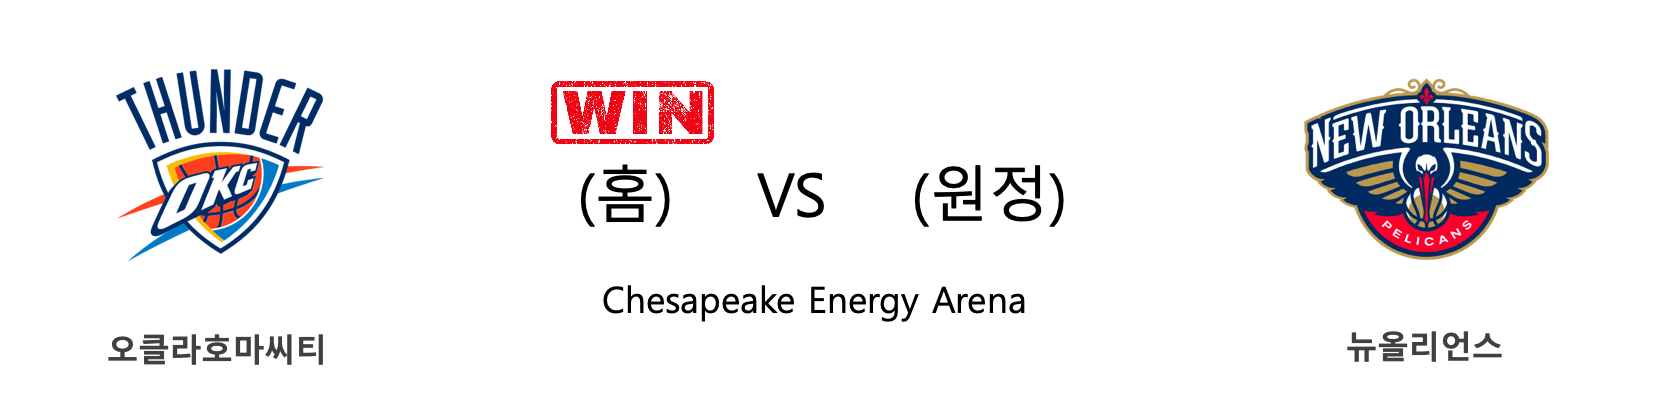 THUNDER
OKC
오클라호마씨티
WIN
(홈) VS (원정)
Chesapeake Energy Arena
NEW ORLEANS
PELICANS
뉴올리언스